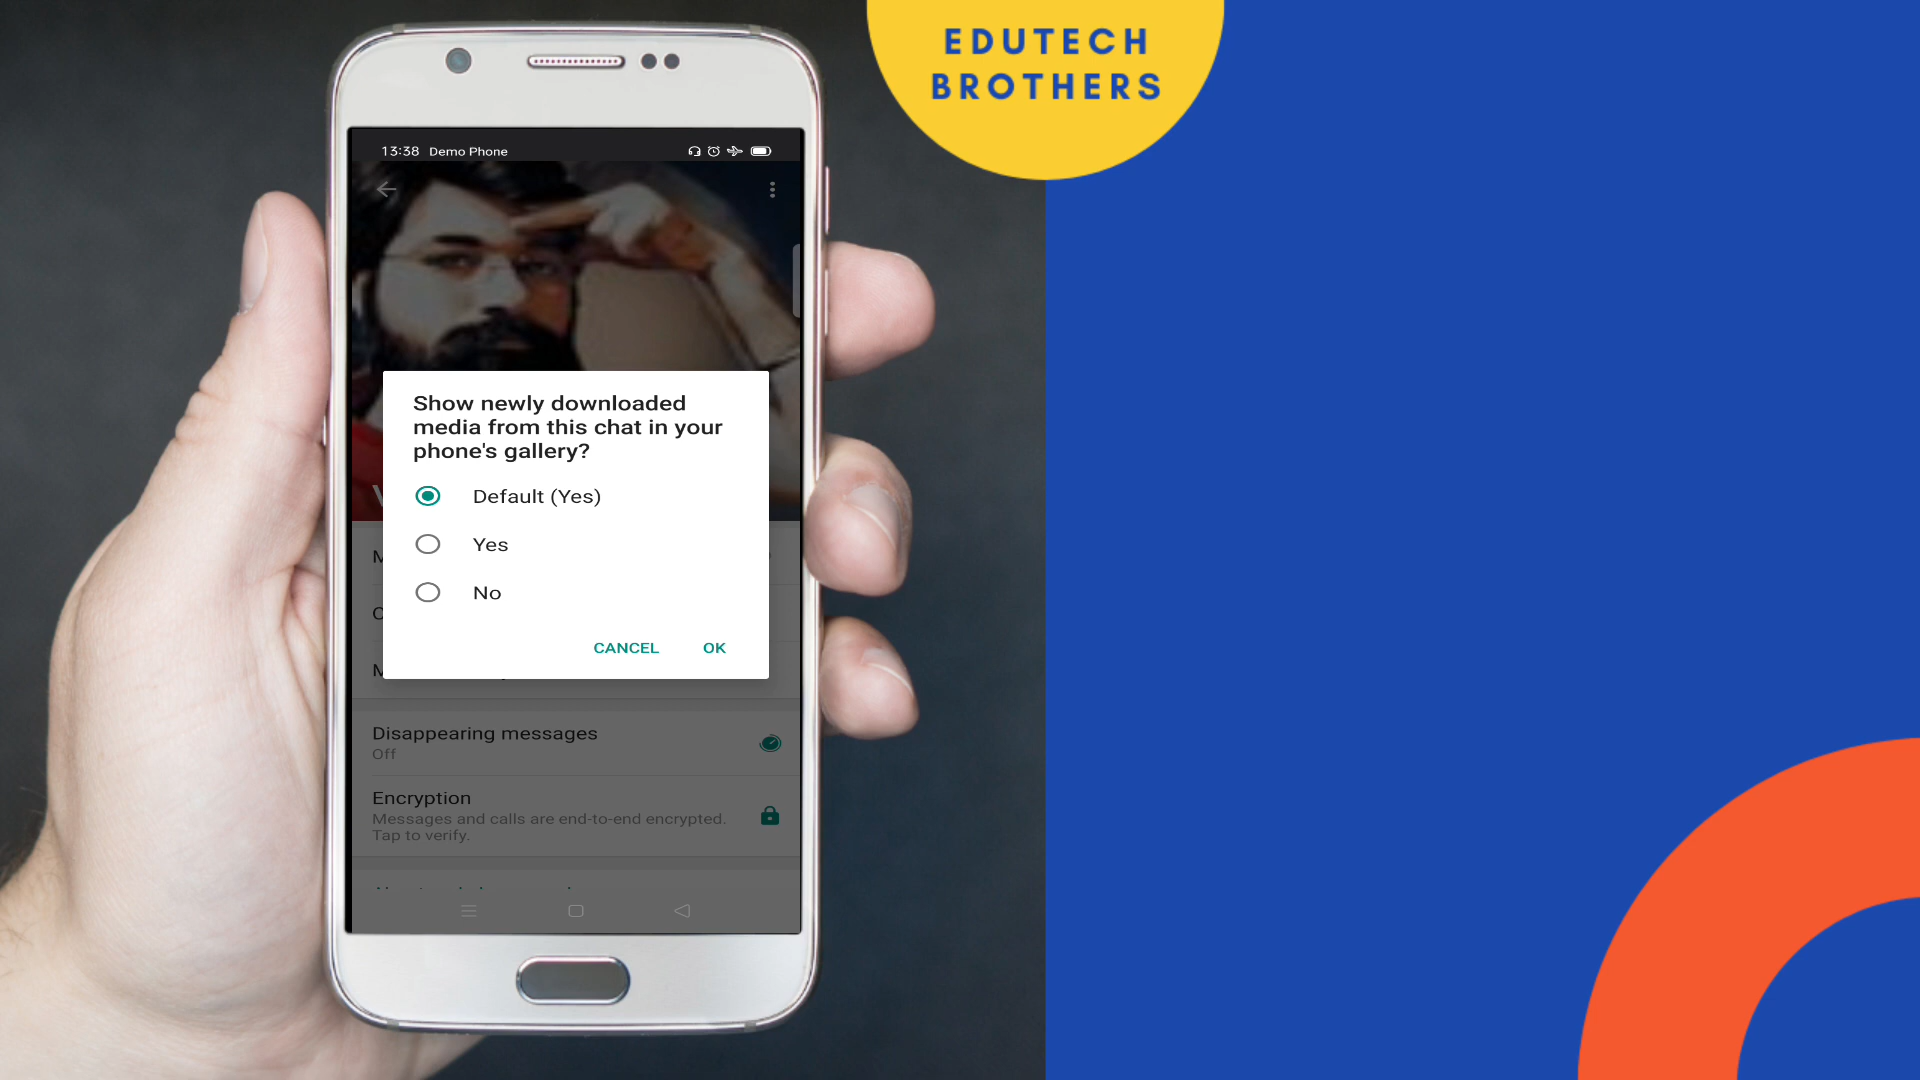 EDUTECH
BROTHERS
13:38 Demo Phone
Show newly downloaded
media from this chat in your
phone's gallery?
Default (Yes)
Yes
No
CANCEL OK
Disappearing messages
Off
Encryption
Messages and calls are end-to-end encrypted.
Tap to verify.